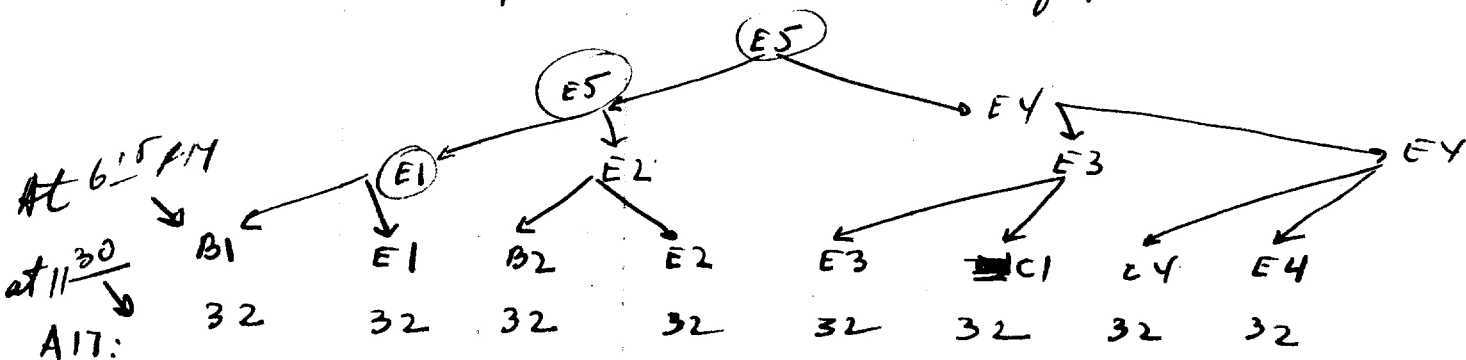 E5
E5 E4
E1 E2 E3 E4
At 6:15 PM
B1 E1 B2 E2 E3 C1 C4 E4
at 11:30
A17: 32 32 32 32 32 32 32 32